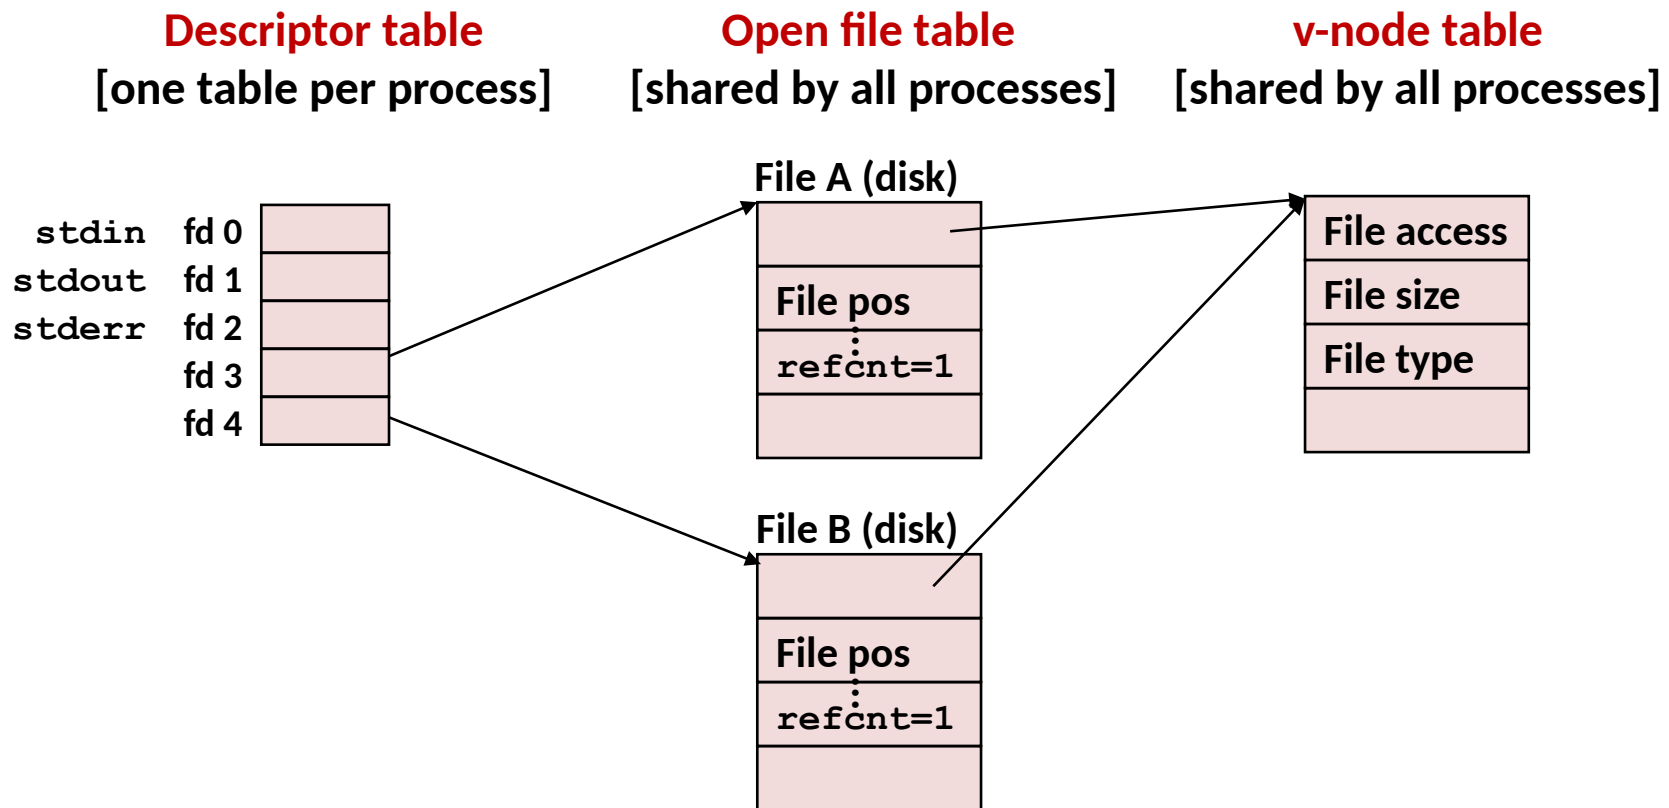 Descriptor table
[one table per process]
Open file table
[shared by all processes]
v-node table
[shared by all processes]
stdin fd 0
stdout fd 1
stderr fd 2
fd 3
fd 4
File A (disk)
File pos
refcnt=1
File B (disk)
File pos
refcnt=1
File access
File size
File type